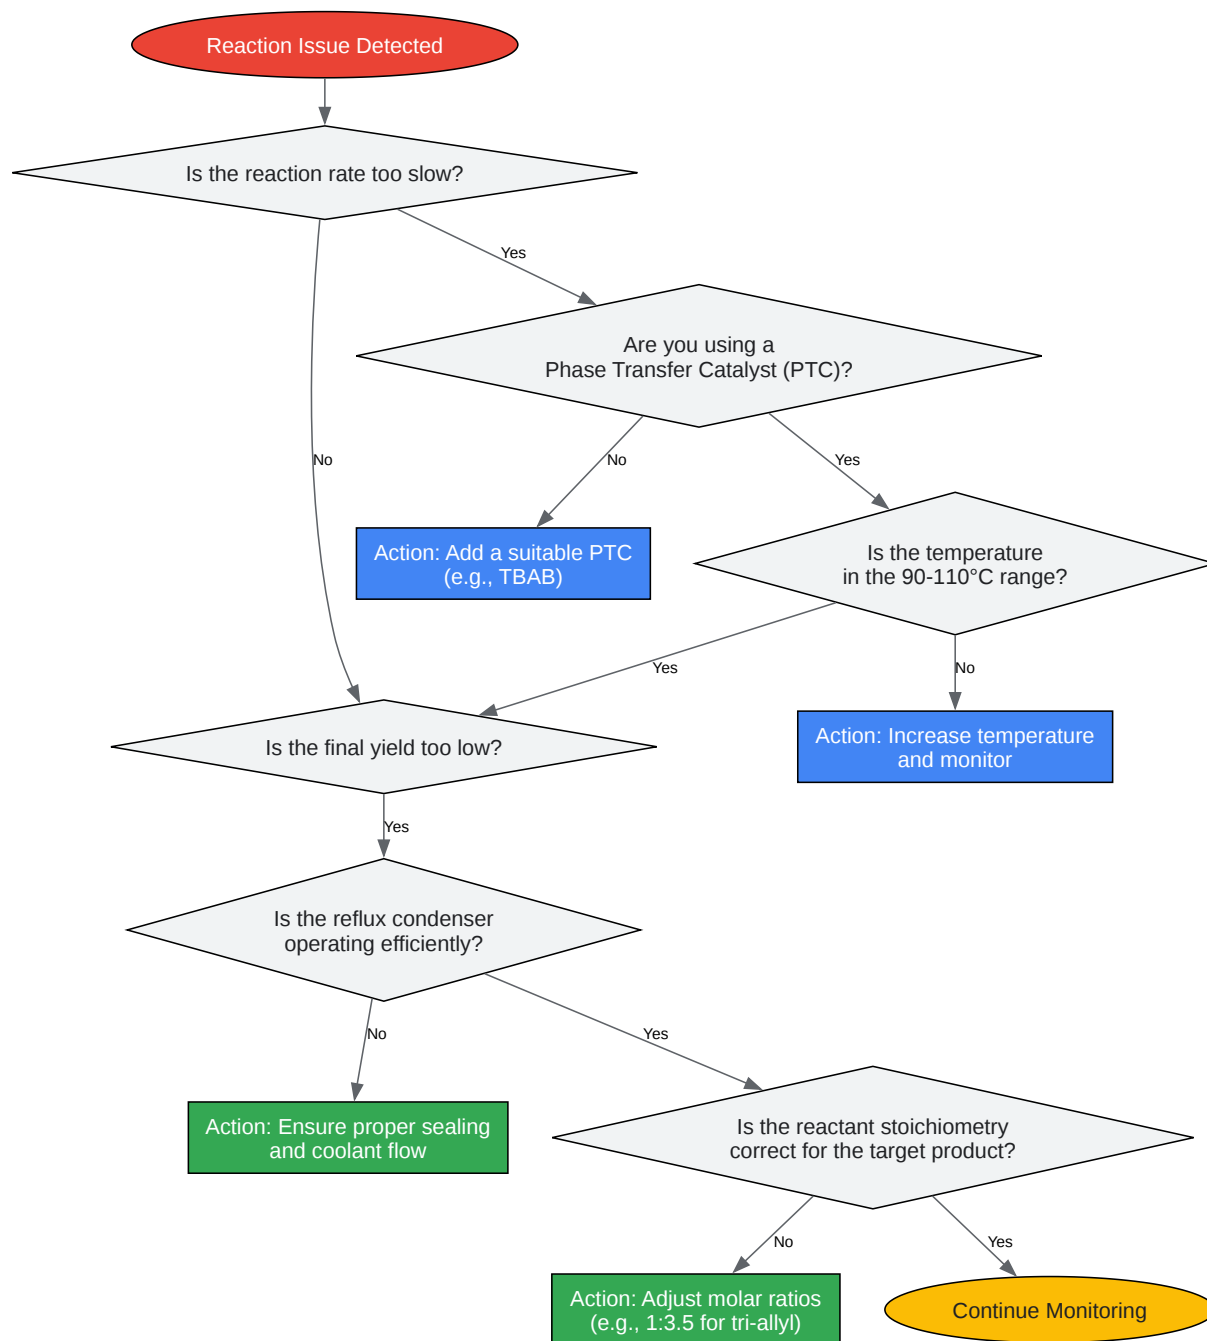 Reaction Issue Detected
Is the reaction rate too slow?
Yes
Are you using a
Phase Transfer Catalyst (PTC)?
No
No
Yes
Action: Add a suitable PTC
(e.g., TBAB)
Is the temperature
in the 90-110°C range?
Yes
No
Is the final yield too low?
Action: Increase temperature
and monitor
Yes
Is the reflux condenser
operating efficiently?
No
Yes
Action: Ensure proper sealing
and coolant flow
Is the reactant stoichiometry
correct for the target product?
No
Yes
Action: Adjust molar ratios
(e.g., 1:3.5 for tri-allyl)
Continue Monitoring